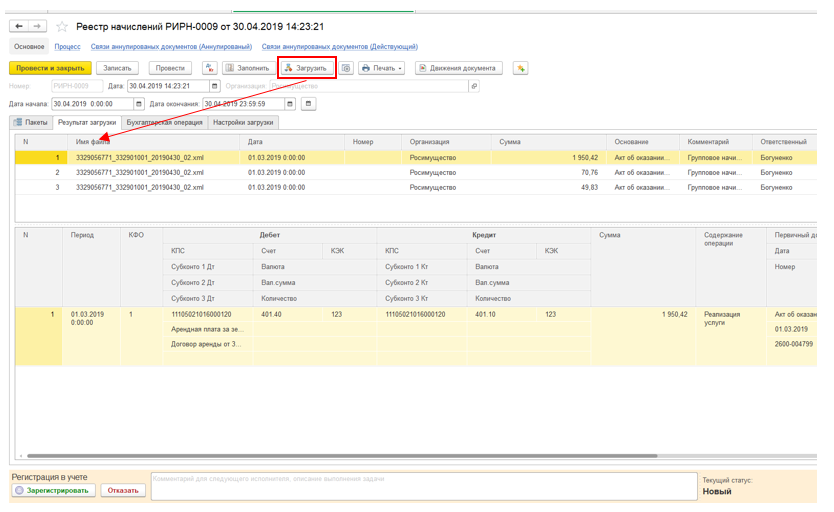 Реестр начислений РИРН-0009 от 30.04.2019 14:23:21
Основное Процесс Связи аннулированых документов (Аннулированый) Связи аннулированых документов (Действующий)
Провести и закрыть Записать Провести Дт Кт Заполнить Загрузить Печать Движения документа
Номер: РИРН-0009 Дата: 30.04.2019 14:23:21 Организация: Росимущество
Дата начала: 30.04.2019 0:00:00 Дата окончания: 30.04.2019 23:59:59
Пакеты Результат загрузки Бухгалтерская операция Настройки загрузки
N Имя файла Дата Номер Организация Сумма Основание Комментарий Ответственный
1 3329056771_332901001_20190430_02.xml 01.03.2019 0:00:00 Росимущество 1 950,42 Акт об оказании... Групповое начи... Богуненко
2 3329056771_332901001_20190430_02.xml 01.03.2019 0:00:00 Росимущество 70,76 Акт об оказании... Групповое начи... Богуненко
3 3329056771_332901001_20190430_02.xml 01.03.2019 0:00:00 Росимущество 49,83 Акт об оказании... Групповое начи... Богуненко
N Период КФО Дебет Кредит Сумма Содержание операции Первичный до
КПС Счет КЭК КПС Счет КЭК Дата
Субконто 1 Дт Валюта Субконто 1 Кт Валюта Номер
Субконто 2 Дт Вал.сумма Субконто 2 Кт Вал.сумма
Субконто 3 Дт Количество Субконто 3 Кт Количество
1 01.03.2019 0:00:00 1 11105021016000120 401.40 123 11105021016000120 401.10 123 1 950,42 Реализация услуги Акт об оказан
Арендная плата за зе... 01.03.2019
Договор аренды от 3... 2600-004799
Регистрация в учете
Комментарий для следующего исполнителя, описание выполнения задачи
Зарегистрировать Отказать
Текущий статус:
Новый